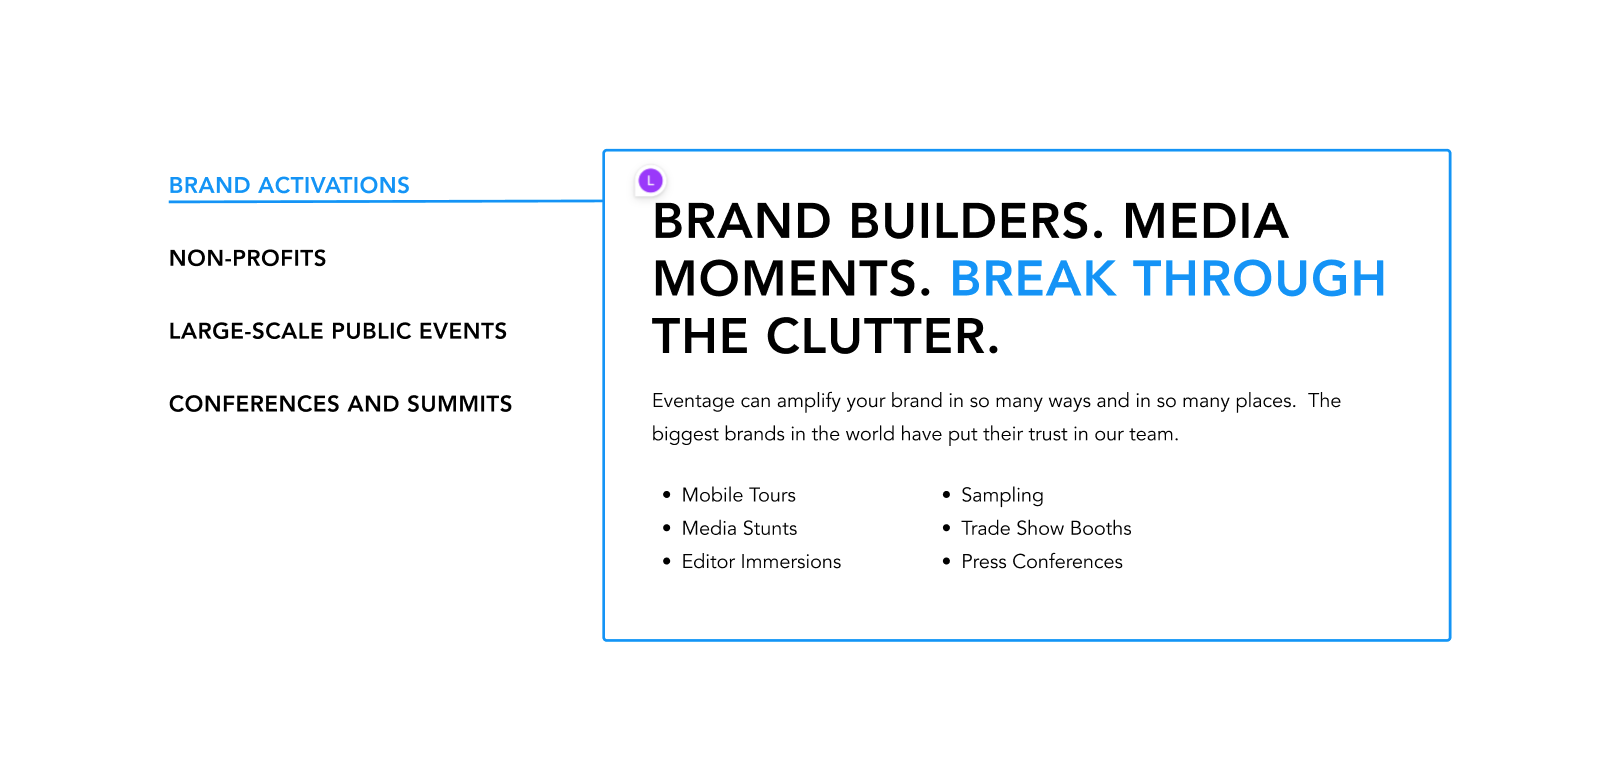 BRAND ACTIVATIONS
NON-PROFITS
LARGE-SCALE PUBLIC EVENTS
CONFERENCES AND SUMMITS
L
BRAND BUILDERS. MEDIA
MOMENTS. BREAK THROUGH
THE CLUTTER.
Eventage can amplify your brand in so many ways and in so many places.  The
biggest brands in the world have put their trust in our team.
• Mobile Tours
• Media Stunts
• Editor Immersions
• Sampling
• Trade Show Booths
• Press Conferences